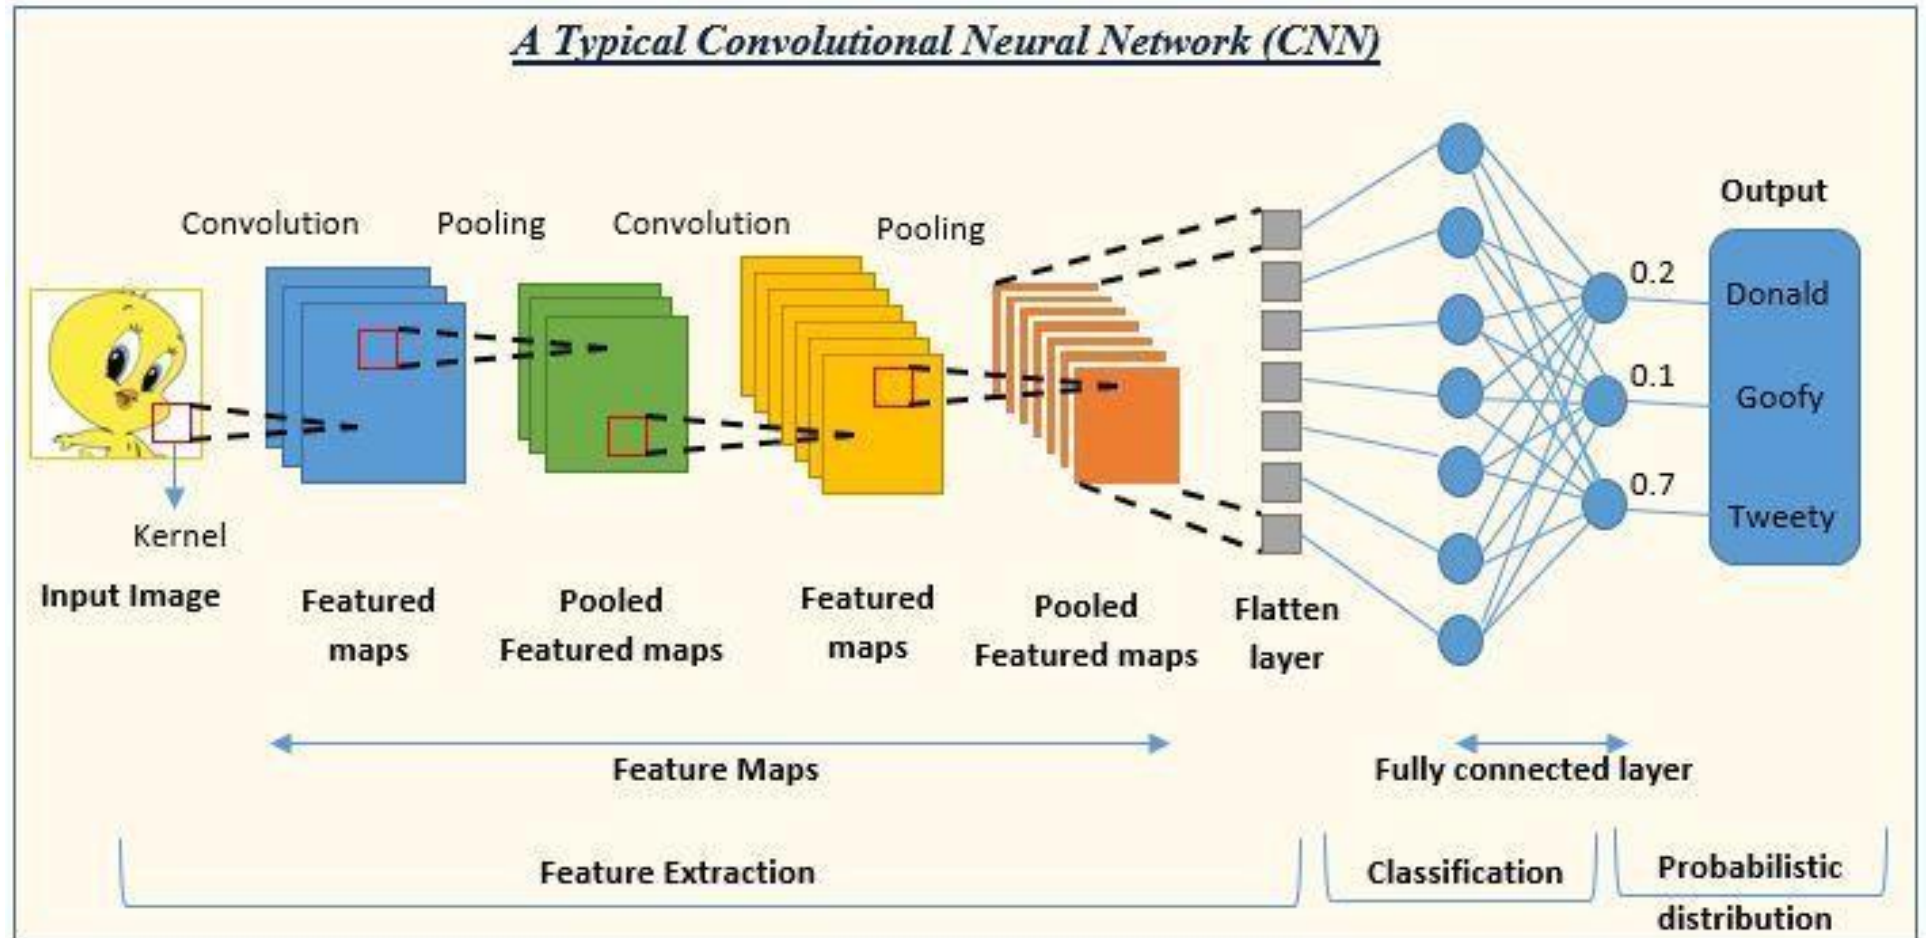 A Typical Convolutional Neural Network (CNN)
Convolution
Pooling
Convolution
Pooling
Kernel
Input Image
Featured
maps
Pooled
Featured maps
Featured
maps
Pooled
Featured maps
Flatten
layer
Output
0.2
Donald
0.1
Goofy
0.7
Tweety
Feature Maps
Fully connected layer
Feature Extraction
Classification
Probabilistic
distribution